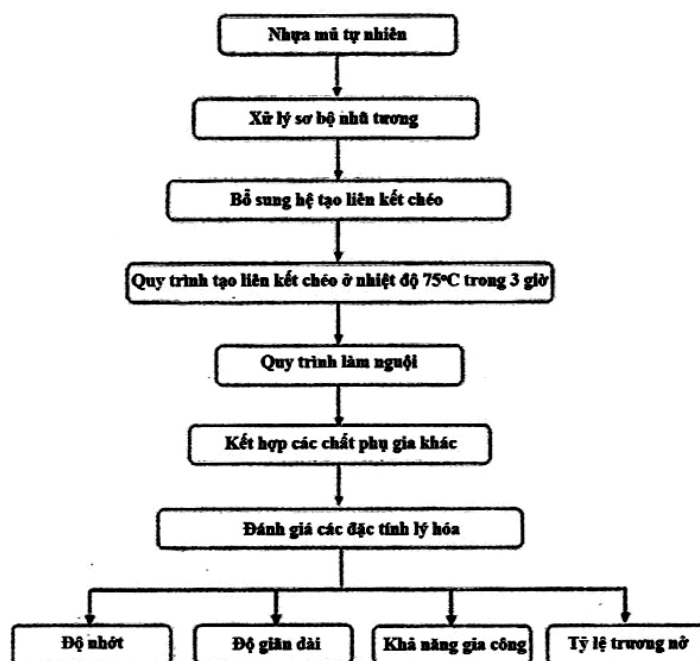 Nhựa mủ tự nhiên
Xử lý sơ bộ nhũ tương
Bổ sung hệ tạo liên kết chéo
Quy trình tạo liên kết chéo ở nhiệt độ 75°C trong 3 giờ
Quy trình làm nguội
Kết hợp các chất phụ gia khác
Đánh giá các đặc tính lý hóa
Độ nhớt
Độ giãn dài
Khả năng gia công
Tỷ lệ trương nở